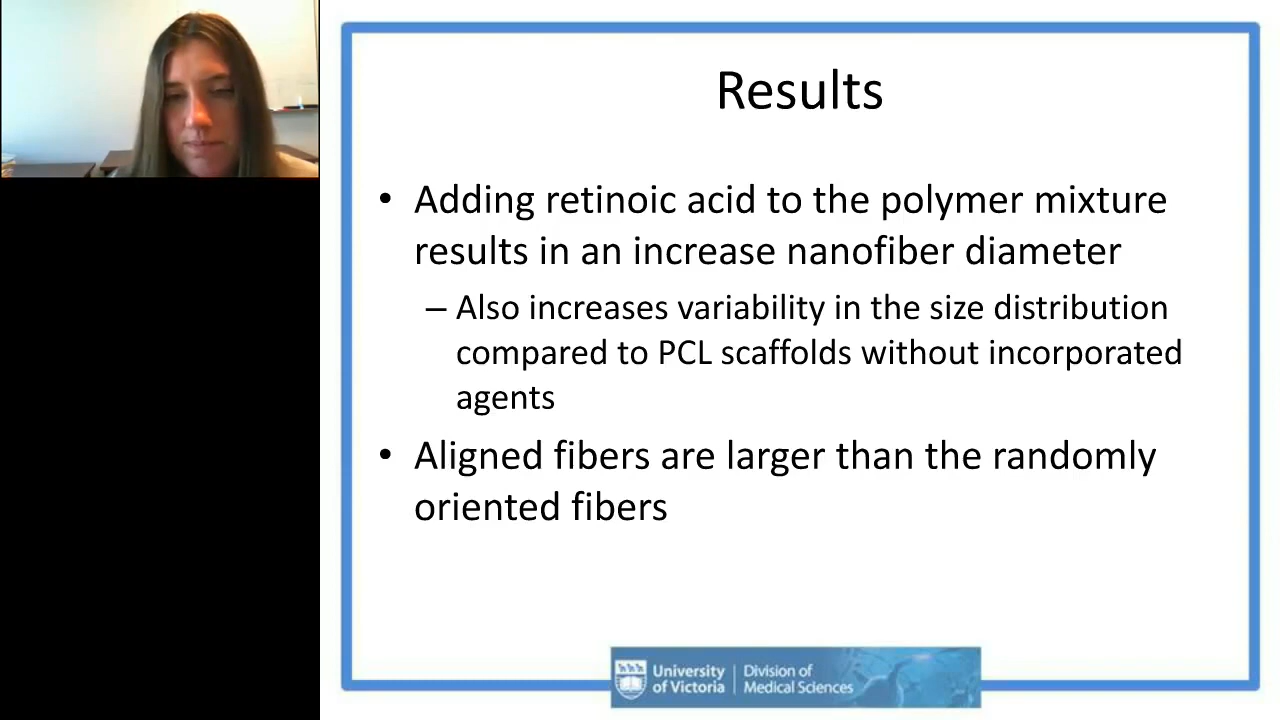 Results
• Adding retinoic acid to the polymer mixture
results in an increase nanofiber diameter
– Also increases variability in the size distribution
compared to PCL scaffolds without incorporated
agents
• Aligned fibers are larger than the randomly
oriented fibers
University of Victoria | Division of Medical Sciences